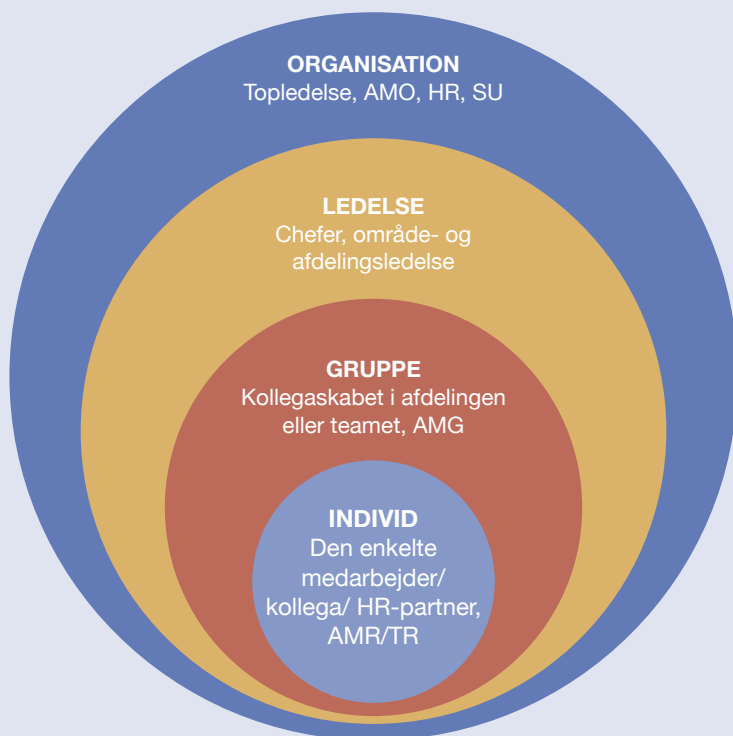 ORGANISATION
Topledelse, AMO, HR, SU
LEDELSE
Chefer, område- og
afdelingsledelse
GRUPPE
Kollegaskabet i afdelingen
eller teamet, AMG
INDIVID
Den enkelte
medarbejder/
kollega/ HR-partner,
AMR/TR